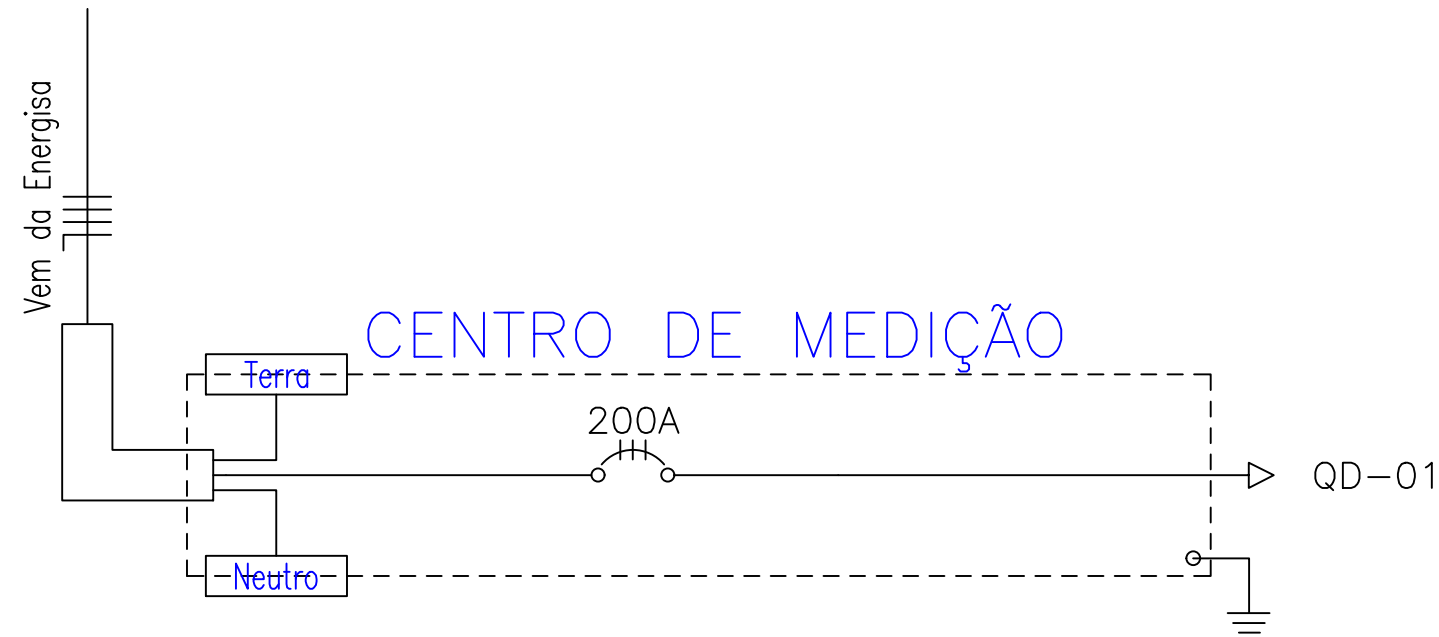 Vem da Energisa
CENTRO DE MEDIÇÃO
Terra
200A
QD-01
Neutro